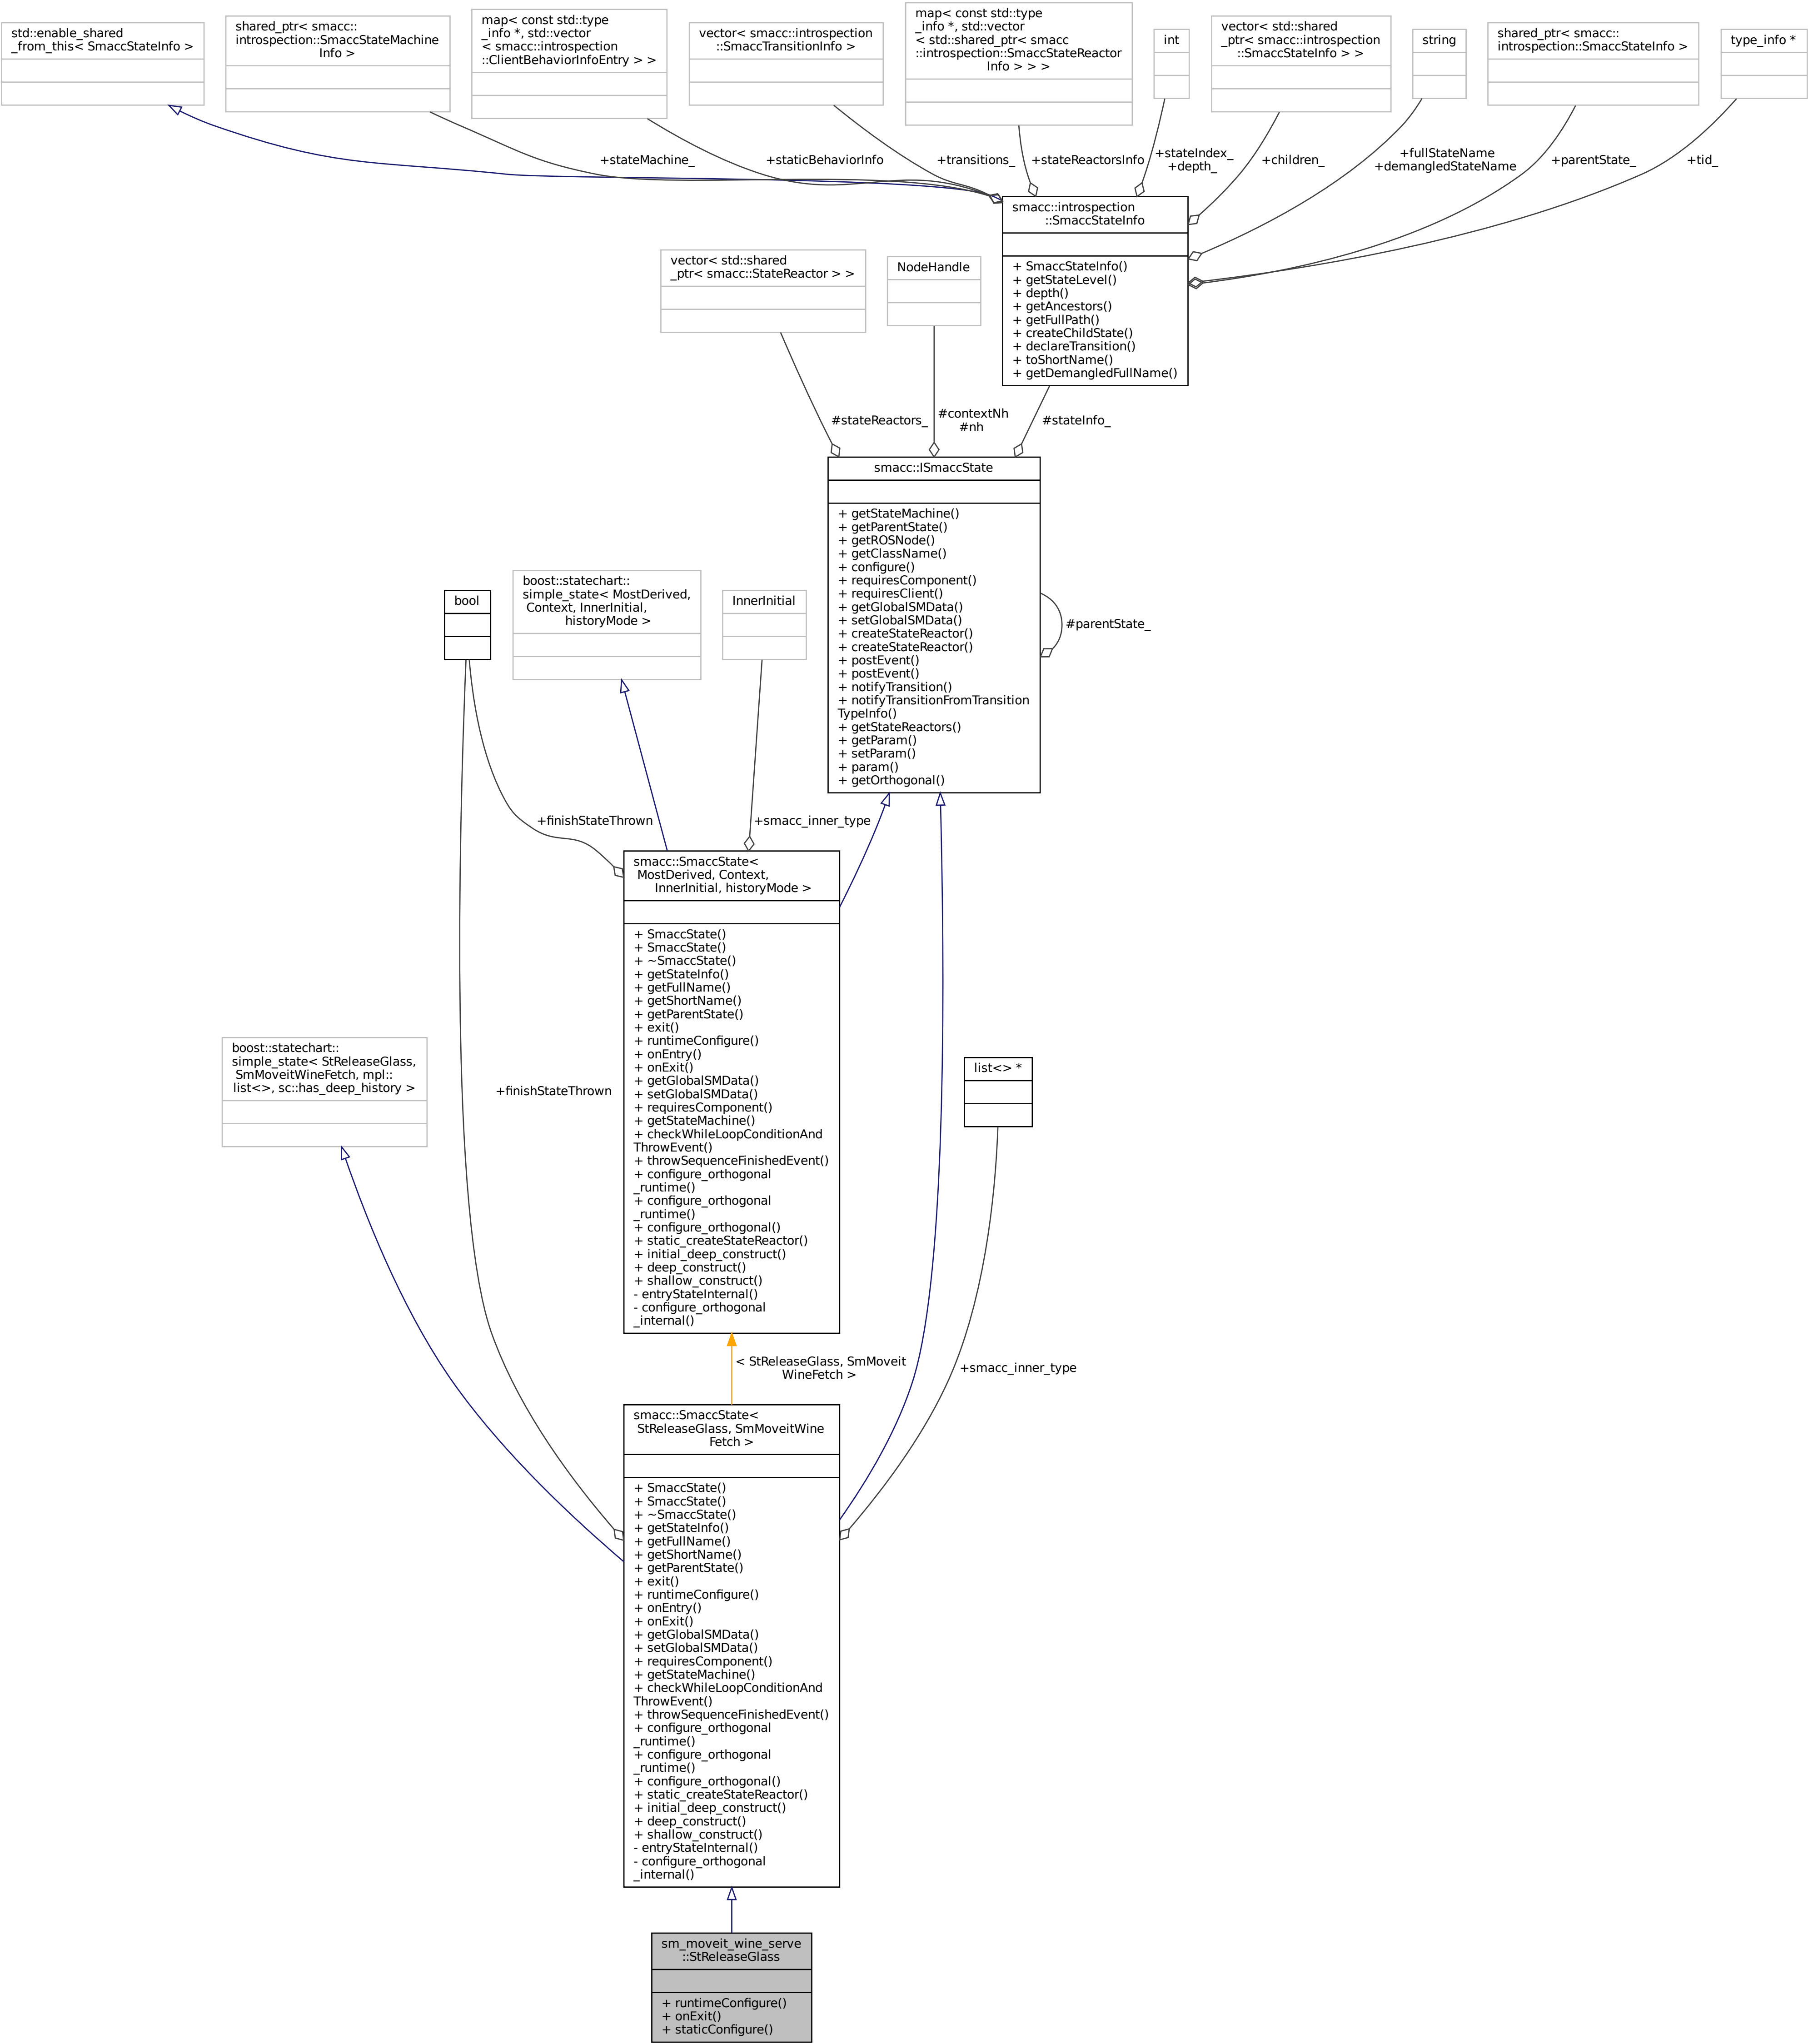 std::enable_shared
_from_this< SmaccStateInfo >
shared_ptr< smacc::
introspection::SmaccStateMachine
Info >
map< const std::type
_info *, std::vector
< smacc::introspection
::ClientBehaviorInfoEntry > >
vector< smacc::introspection
::SmaccTransitionInfo >
map< const std::type
_info *, std::vector
< std::shared_ptr< smacc
::introspection::SmaccStateReactor
Info > > >
int
vector< std::shared
_ptr< smacc::introspection
::SmaccStateInfo > >
string
shared_ptr< smacc::
introspection::SmaccStateInfo >
type_info *
+stateMachine_
+staticBehaviorInfo
+transitions_
+stateReactorsInfo
+stateIndex_
+depth_
+children_
+fullStateName
+demangledStateName
+parentState_
+tid_
smacc::introspection
::SmaccStateInfo
+ SmaccStateInfo()
+ getStateLevel()
+ depth()
+ getAncestors()
+ getFullPath()
+ createChildState()
+ declareTransition()
+ toShortName()
+ getDemangledFullName()
vector< std::shared
_ptr< smacc::StateReactor > >
NodeHandle
#stateReactors_
#contextNh
#nh
#stateInfo_
smacc::ISmaccState
+ getStateMachine()
+ getParentState()
+ getROSNode()
+ getClassName()
+ configure()
+ requiresComponent()
+ requiresClient()
+ getGlobalSMData()
+ setGlobalSMData()
+ createStateReactor()
+ createStateReactor()
+ postEvent()
+ postEvent()
+ notifyTransition()
+ notifyTransitionFromTransition
TypeInfo()
+ getStateReactors()
+ getParam()
+ setParam()
+ param()
+ getOrthogonal()
#parentState_
bool
boost::statechart::
simple_state< MostDerived,
Context, InnerInitial,
historyMode >
InnerInitial
+finishStateThrown
+smacc_inner_type
smacc::SmaccState<
MostDerived, Context,
InnerInitial, historyMode >
+ SmaccState()
+ SmaccState()
+ ~SmaccState()
+ getStateInfo()
+ getFullName()
+ getShortName()
+ getParentState()
+ exit()
+ runtimeConfigure()
+ onEntry()
+ onExit()
+ getGlobalSMData()
+ setGlobalSMData()
+ requiresComponent()
+ getStateMachine()
+ checkWhileLoopConditionAnd
ThrowEvent()
+ throwSequenceFinishedEvent()
+ configure_orthogonal
_runtime()
+ configure_orthogonal
_runtime()
+ configure_orthogonal()
+ static_createStateReactor()
+ initial_deep_construct()
+ deep_construct()
+ shallow_construct()
- entryStateInternal()
- configure_orthogonal
_internal()
boost::statechart::
simple_state< StReleaseGlass,
SmMoveitWineFetch, mpl::
list<>, sc::has_deep_history >
+finishStateThrown
list<> *
< StReleaseGlass, SmMoveit
WineFetch >
+smacc_inner_type
smacc::SmaccState<
StReleaseGlass, SmMoveitWine
Fetch >
+ SmaccState()
+ SmaccState()
+ ~SmaccState()
+ getStateInfo()
+ getFullName()
+ getShortName()
+ getParentState()
+ exit()
+ runtimeConfigure()
+ onEntry()
+ onExit()
+ getGlobalSMData()
+ setGlobalSMData()
+ requiresComponent()
+ getStateMachine()
+ checkWhileLoopConditionAnd
ThrowEvent()
+ throwSequenceFinishedEvent()
+ configure_orthogonal
_runtime()
+ configure_orthogonal
_runtime()
+ configure_orthogonal()
+ static_createStateReactor()
+ initial_deep_construct()
+ deep_construct()
+ shallow_construct()
- entryStateInternal()
- configure_orthogonal
_internal()
sm_moveit_wine_serve
::StReleaseGlass
+ runtimeConfigure()
+ onExit()
+ staticConfigure()